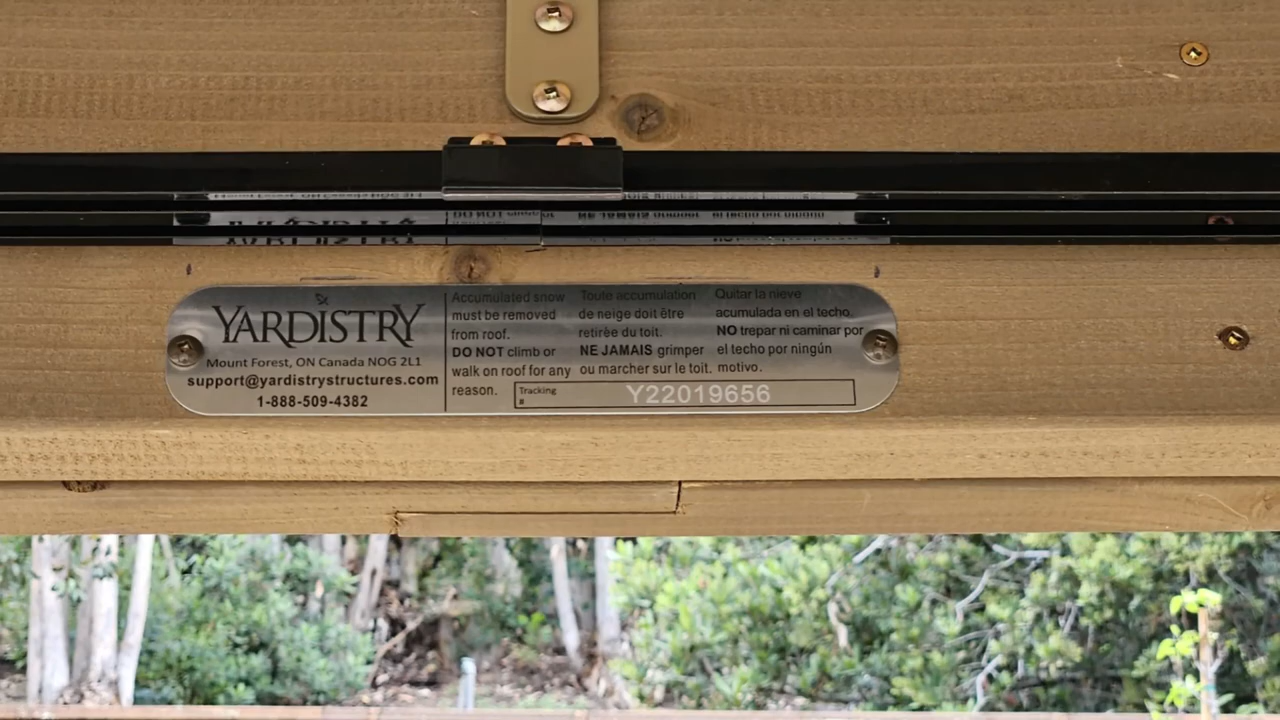 YARDISTRY
Mount Forest, ON Canada NOG 2L1
support@yardistrystructures.com
1-888-509-4382
Accumulated snow
must be removed
from roof.
DO NOT climb or
walk on roof for any
reason.
Toute accumulation
de neige doit être
retirèe du toit.
NE JAMAIS grimper
ou marcher sur le toit.
Quitar la nieve
acumulada en el techo.
NO trepar ni caminar por
el techo por ningún
motivo.
Tracking
#
Y22019656